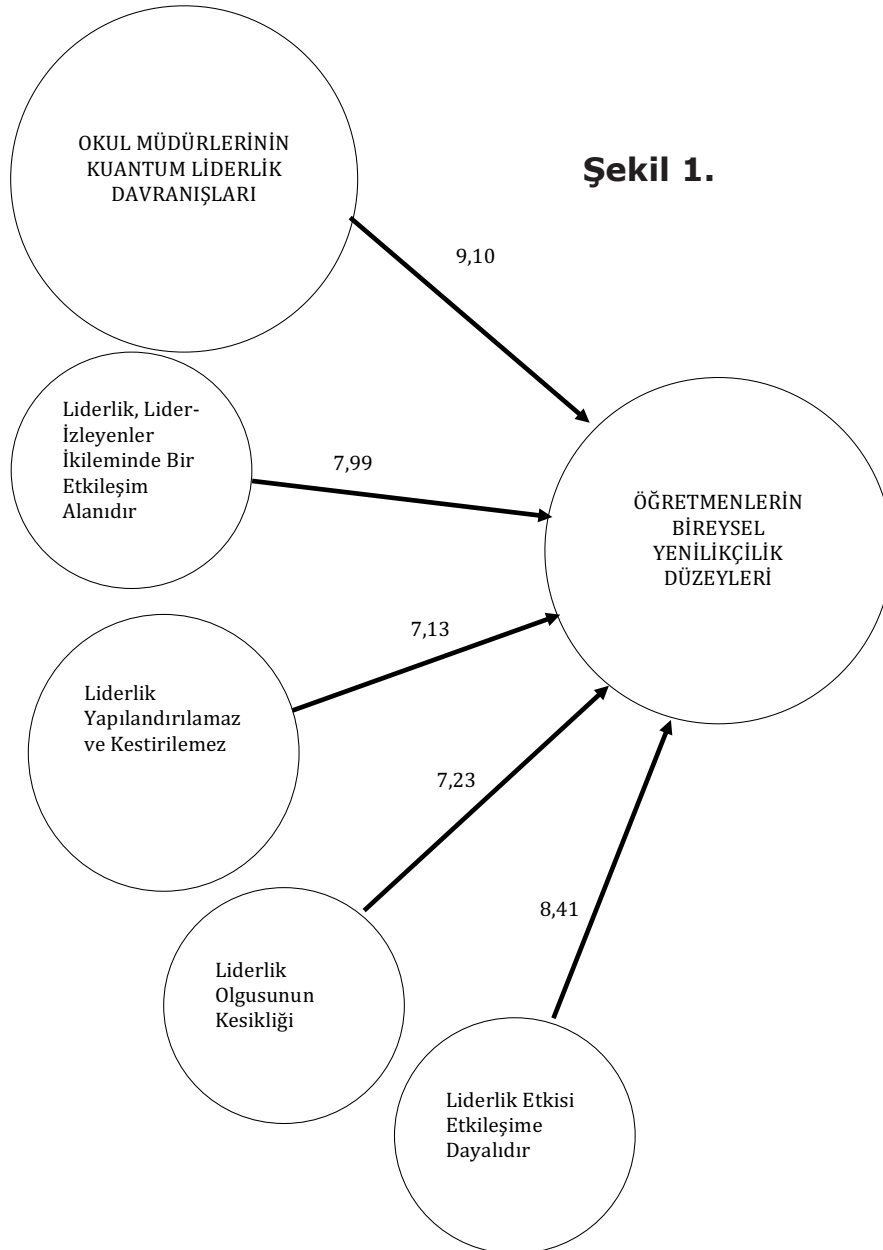 OKUL MÜDÜRLERİNİN
KUANTUM LİDERLİK
DAVRANIŞLARI
Şekil 1.
9,10
Liderlik, Lider-
İzleyenler
İkileminde Bir
Etkileşim
Alanıdır
7,99
ÖĞRETMENLERİN
BİREYSEL
YENİLİKÇİLİK
DÜZEYLERİ
Liderlik
Yapılandırılamaz
ve Kestirilemez
7,13
7,23
Liderlik
Olgusunun
Kesikliği
8,41
Liderlik Etkisi
Etkileşime
Dayalıdır